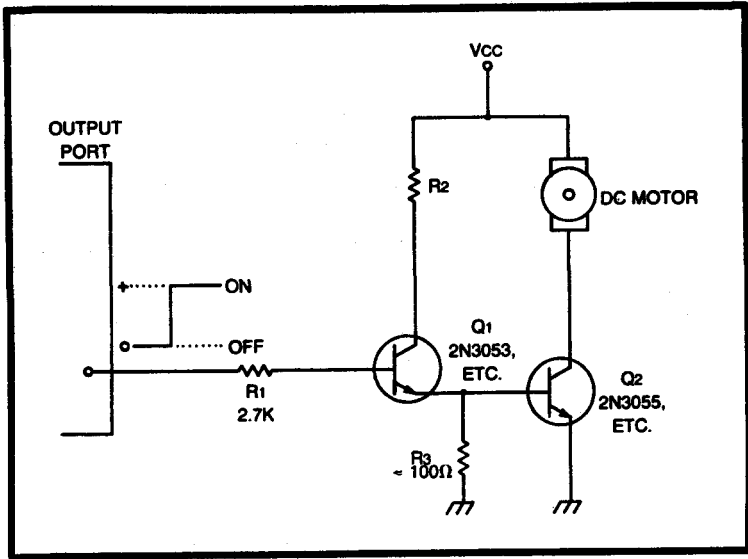 Vcc
OUTPUT
PORT
R2
DC MOTOR
+
ON
OFF
Q1
2N3053,
ETC.
Q2
2N3055,
ETC.
R1
2.7K
R3
≈ 100Ω